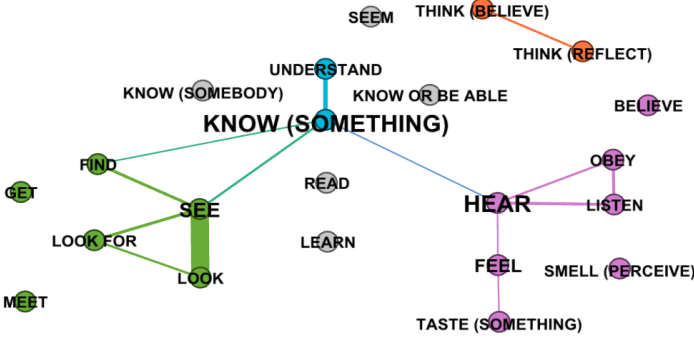 SEEM
THINK (BELIEVE)
THINK (REFLECT)
UNDERSTAND
KNOW (SOMEBODY)
KNOW OR BE ABLE
BELIEVE
KNOW (SOMETHING)
FIND
OBEY
READ
GET
SEE
HEAR
LISTEN
LOOK FOR
LEARN
FEEL
SMELL (PERCEIVE)
LOOK
MEET
TASTE (SOMETHING)